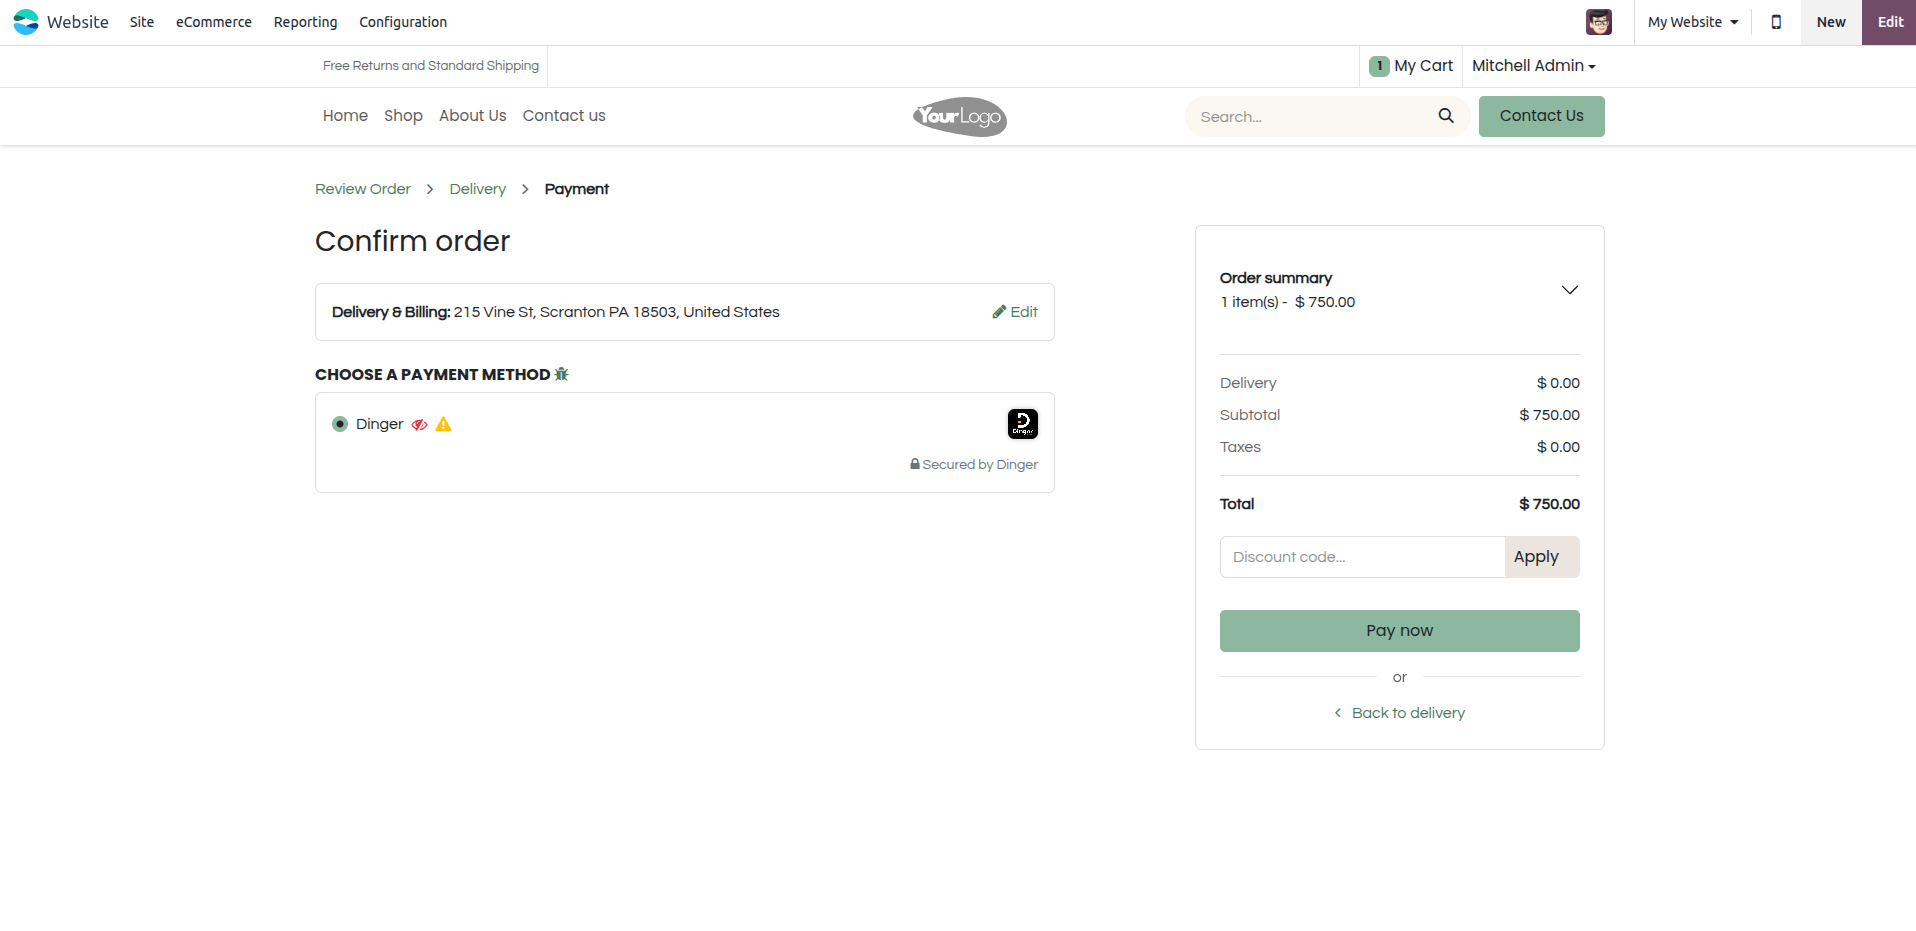 Website Site eCommerce Reporting Configuration My Website New Edit
Free Returns and Standard Shipping 1 My Cart Mitchell Admin
Home Shop About Us Contact us YourLogo Search... Contact Us
Review Order > Delivery > Payment
Confirm order
Delivery & Billing: 215 Vine St, Scranton PA 18503, United States Edit
CHOOSE A PAYMENT METHOD
Dinger Dinger
Secured by Dinger
Order summary
1 item(s) - $ 750.00
Delivery $ 0.00
Subtotal $ 750.00
Taxes $ 0.00
Total $ 750.00
Discount code... Apply
Pay now
or
< Back to delivery